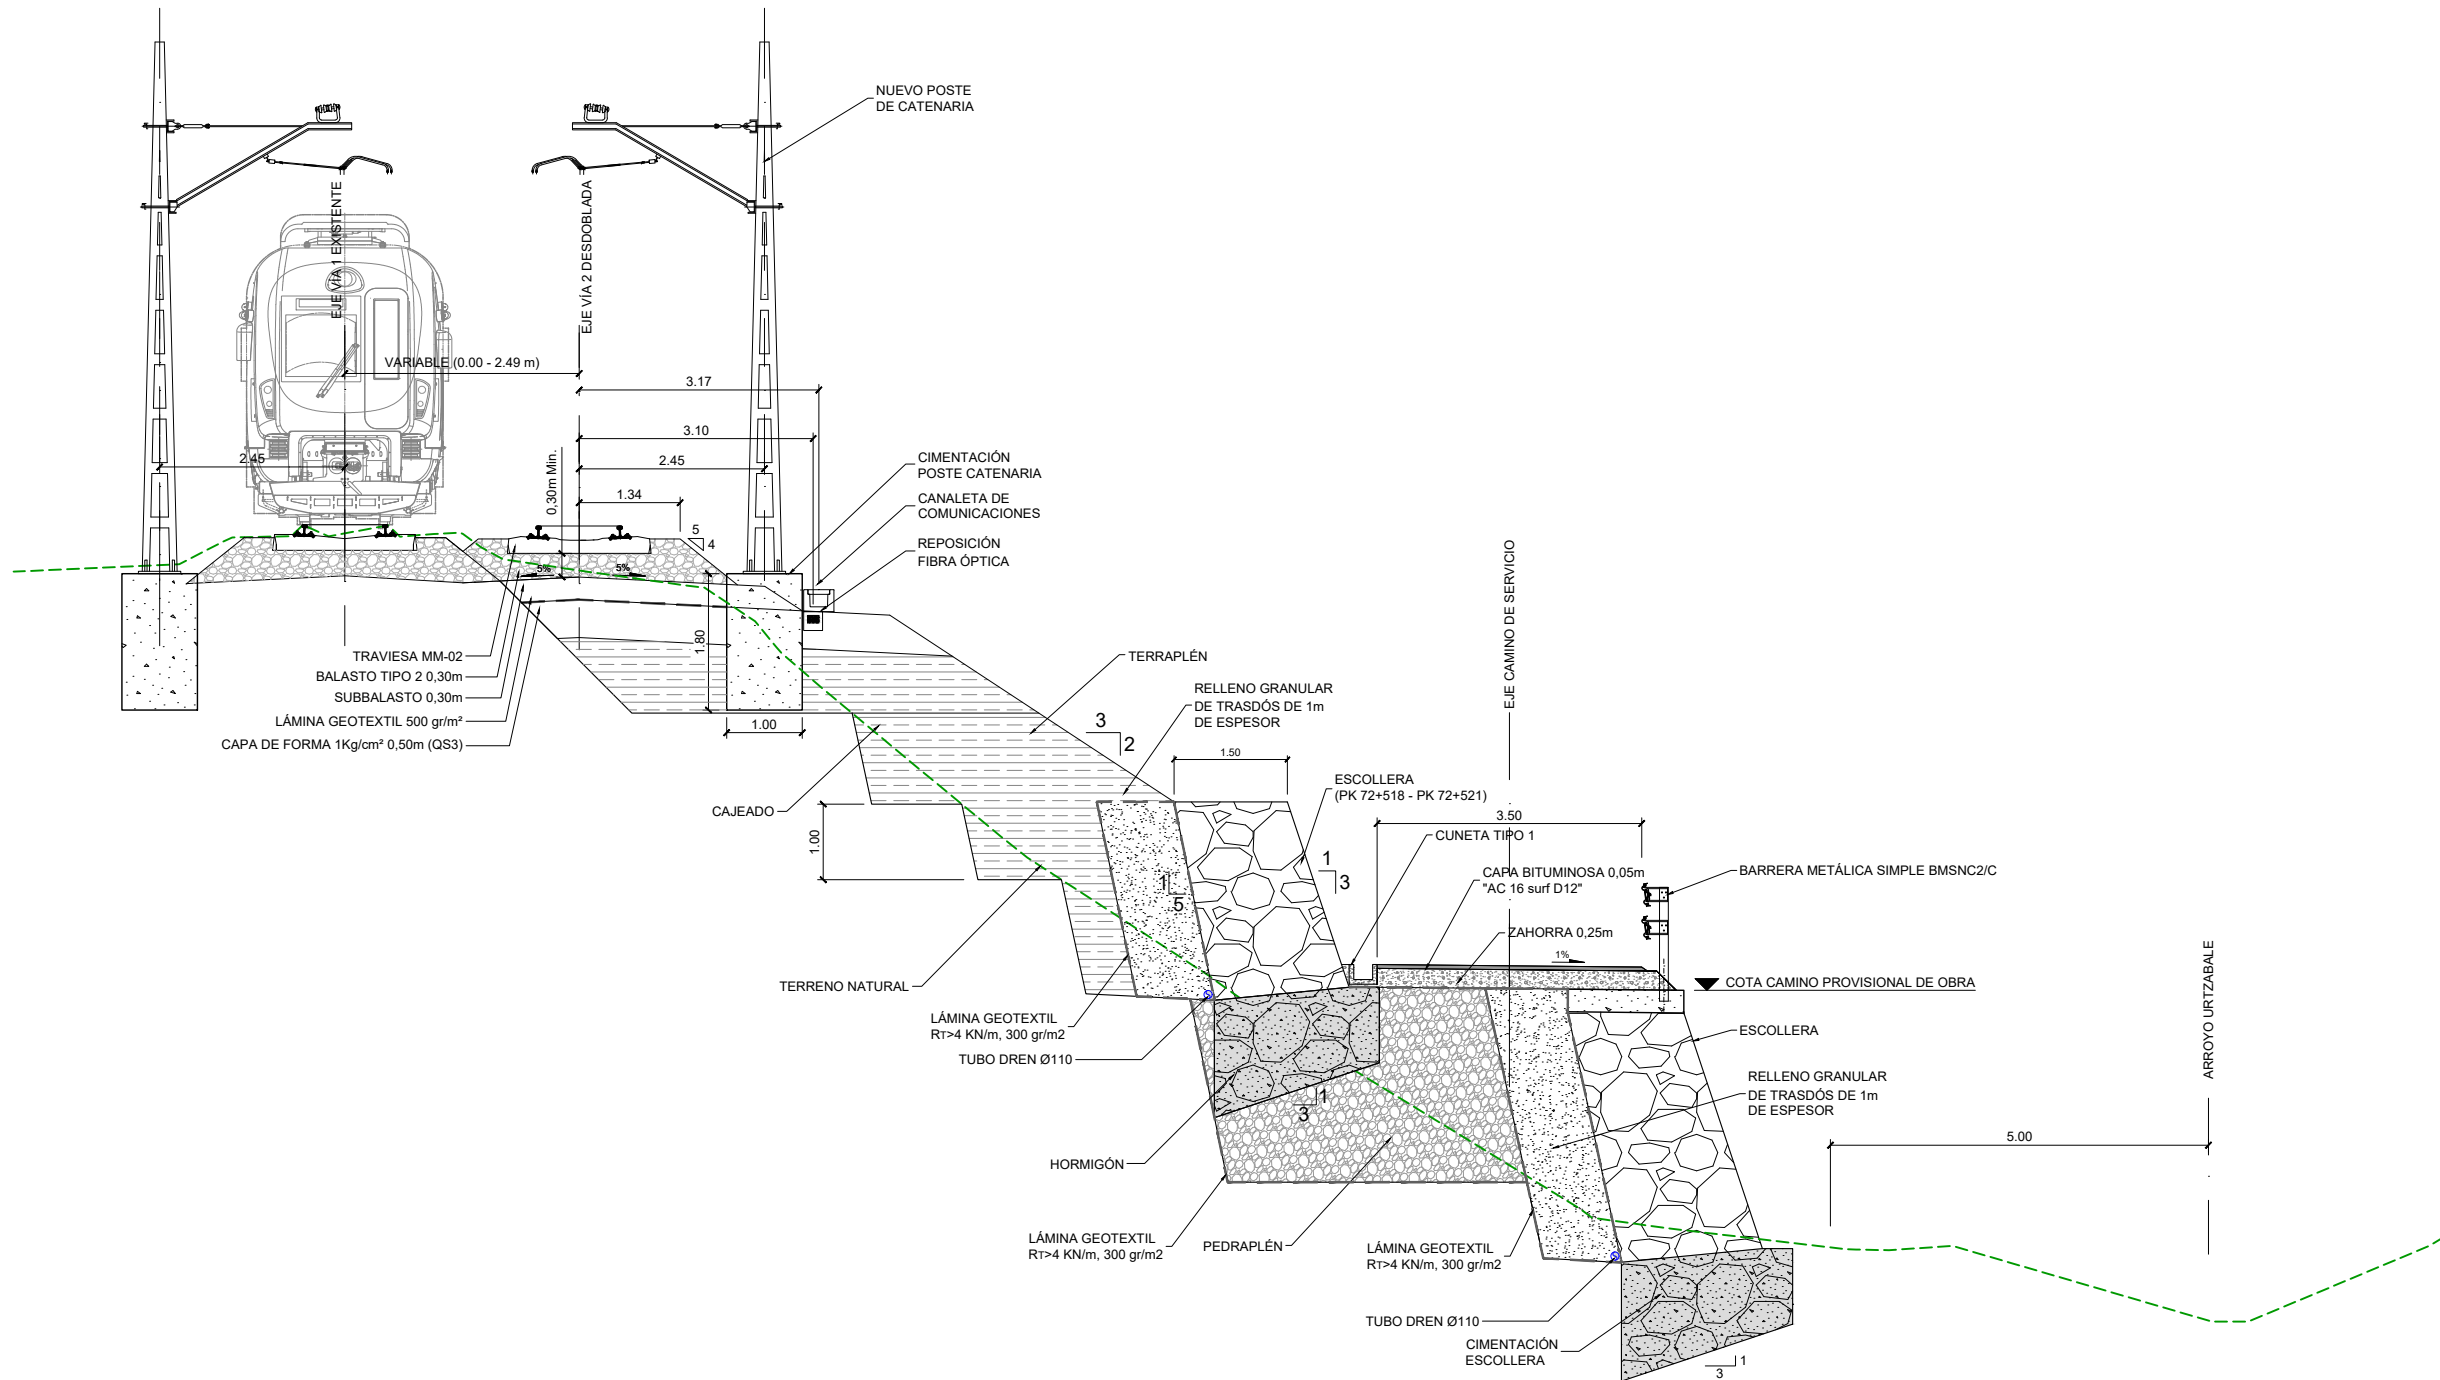 NUEVO POSTE
DE CATENARIA
EJE VÍA 1 EXISTENTE
EJE VÍA 2 DESDOBLADA
VARIABLE (0.00 - 2.49 m)
3.17
3.10
2.45
2.45
0,30m Min.
1.34
5
4
CIMENTACIÓN
POSTE CATENARIA
CANALETA DE
COMUNICACIONES
REPOSICIÓN
FIBRA ÓPTICA
5%
5%
1.80
1.00
TRAVIESA MM-02
BALASTO TIPO 2 0,30m
SUBBALASTO 0,30m
LÁMINA GEOTEXTIL 500 gr/m²
CAPA DE FORMA 1Kg/cm² 0,50m (QS3)
TERRAPLÉN
RELLENO GRANULAR
DE TRASDÓS DE 1m
DE ESPESOR
3
2
1.50
EJE CAMINO DE SERVICIO
ESCOLLERA
(PK 72+518 - PK 72+521)
3.50
CAJEADO
1.00
CUNETA TIPO 1
1
3
1
5
CAPA BITUMINOSA 0,05m
"AC 16 surf D12"
BARRERA METÁLICA SIMPLE BMSNC2/C
ZAHORRA 0,25m
1%
TERRENO NATURAL
COTA CAMINO PROVISIONAL DE OBRA
ARROYO URTZABALE
LÁMINA GEOTEXTIL
RT>4 KN/m, 300 gr/m2
TUBO DREN Ø110
ESCOLLERA
RELLENO GRANULAR
DE TRASDÓS DE 1m
DE ESPESOR
1
3
5.00
HORMIGÓN
LÁMINA GEOTEXTIL
RT>4 KN/m, 300 gr/m2
PEDRAPLÉN
LÁMINA GEOTEXTIL
RT>4 KN/m, 300 gr/m2
TUBO DREN Ø110
CIMENTACIÓN
ESCOLLERA
1
3